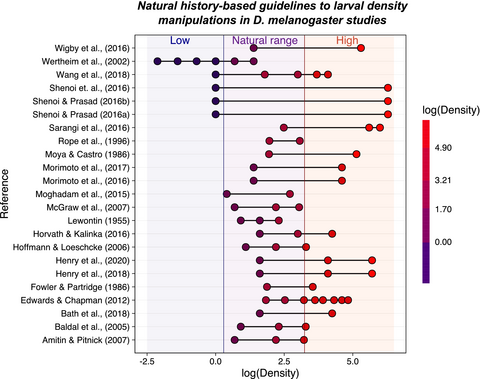 Natural history-based guidelines to larval density
manipulations in D. melanogaster studies
Low Natural range High
Wigby et al., (2016)
Wertheim et al., (2002)
Wang et al., (2018)
Shenoi et. al., (2016)
Shenoi & Prasad (2016b)
Shenoi & Prasad (2016a)
Sarangi et al., (2016)
Rope et al., (1996)
Moya & Castro (1986)
Morimoto et al., (2017)
Morimoto et al., (2016)
Moghadam et al., (2015)
McGraw et al., (2007)
Lewontin (1955)
Horvath & Kalinka (2016)
Hoffmann & Loeschke (2006)
Henry et al., (2020)
Henry et al., (2018)
Fowler & Partridge (1986)
Edwards & Chapman (2012)
Bath et al., (2018)
Baldal et al., (2005)
Amitin & Pitnick (2007)
Reference
-2.5 0.0 2.5 5.0
log(Density)
log(Density)
4.90
3.21
1.70
0.00